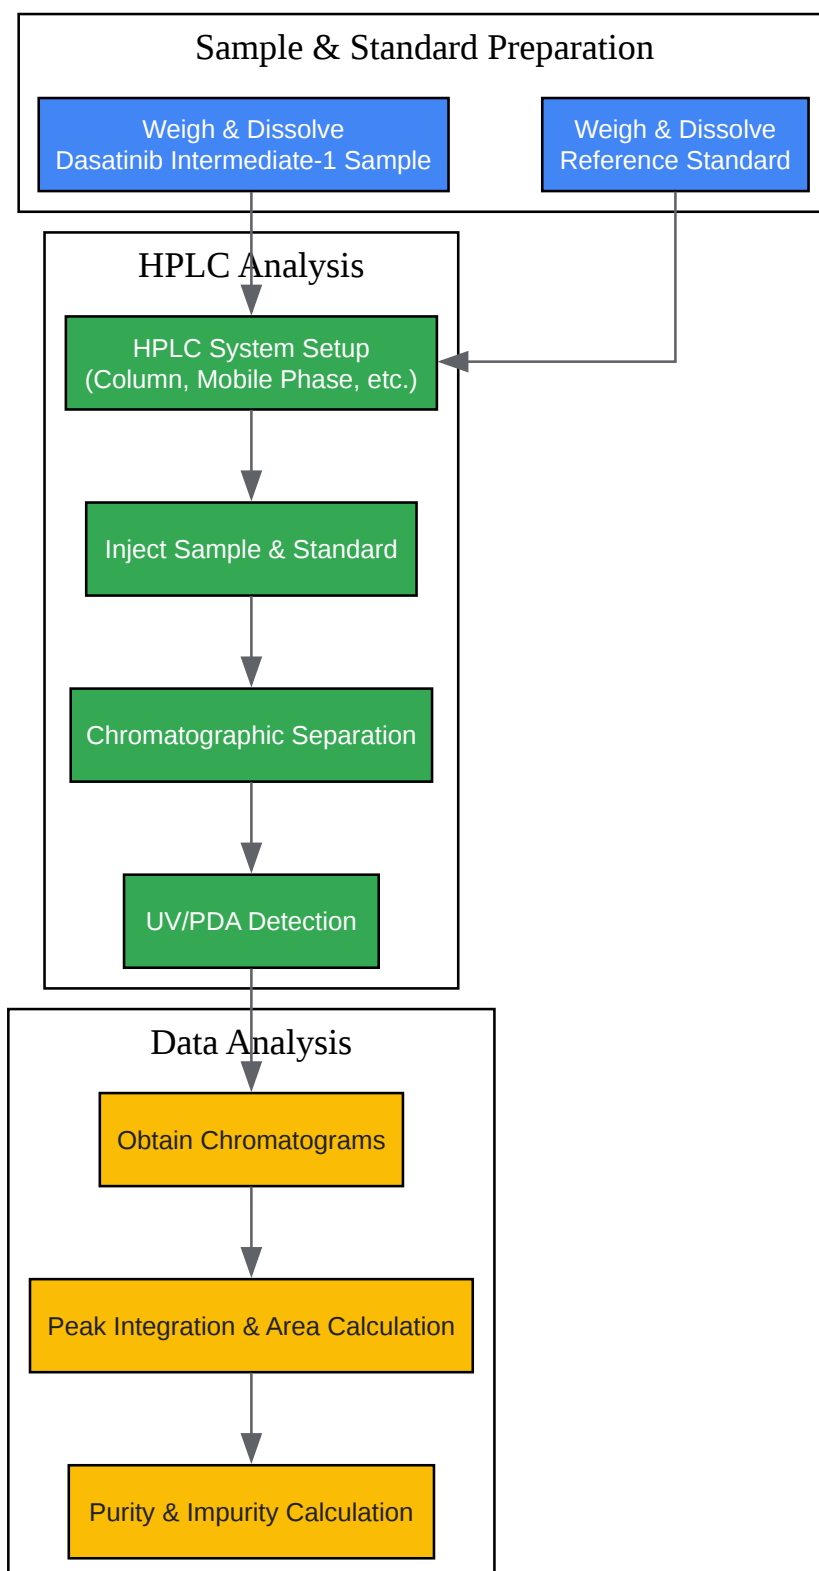 Sample & Standard Preparation
Weigh & Dissolve
Dasatinib Intermediate-1 Sample
Weigh & Dissolve
Reference Standard
HPLC Analysis
HPLC System Setup
(Column, Mobile Phase, etc.)
Inject Sample & Standard
Chromatographic Separation
UV/PDA Detection
Data Analysis
Obtain Chromatograms
Peak Integration & Area Calculation
Purity & Impurity Calculation